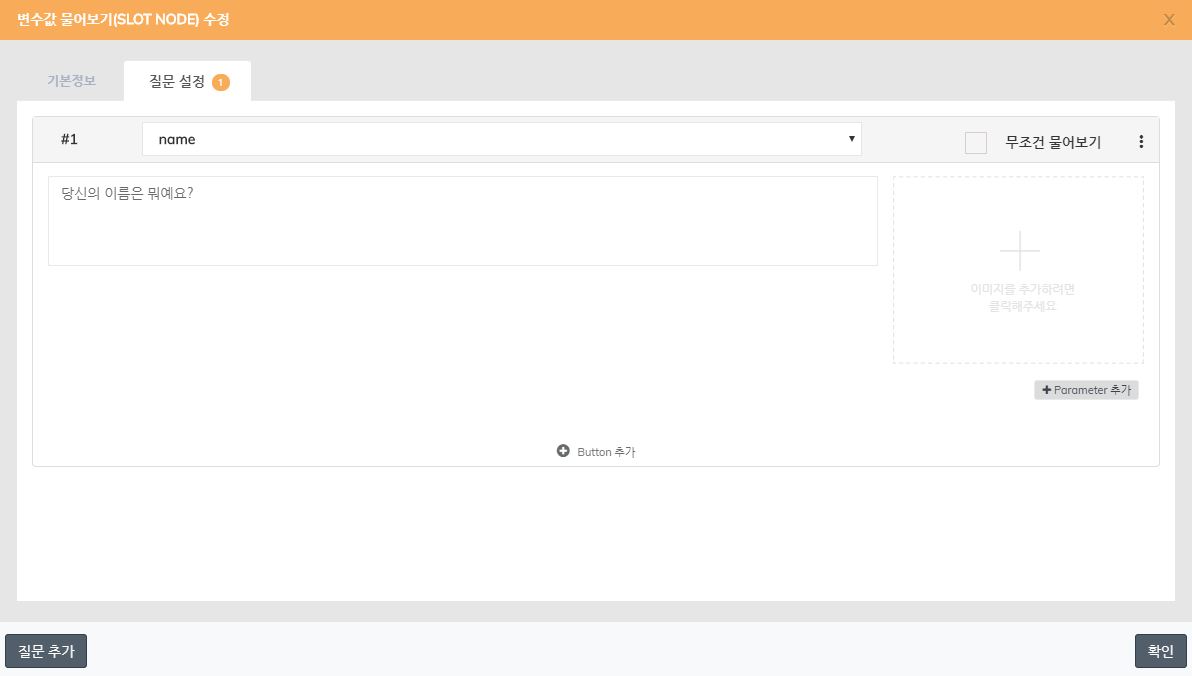 변수값 물어보기(SLOT NODE) 수정 X
기본정보 질문 설정 1
#1 name 무조건 물어보기
당신의 이름은 뭐예요?
이미지를 추가하려면
클릭해주세요
Parameter 추가
Button 추가
질문 추가 확인